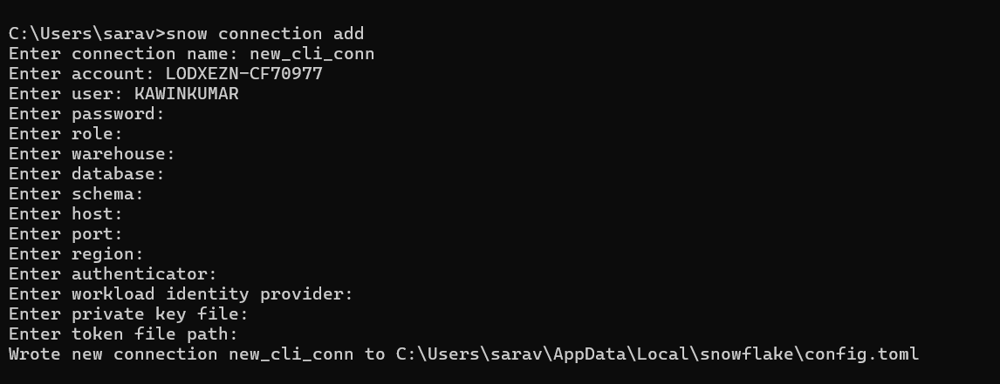 C:\Users\sarav>snow connection add
Enter connection name: new_cli_conn
Enter account: LODXEZN-CF70977
Enter user: KAWINKUMAR
Enter password:
Enter role:
Enter warehouse:
Enter database:
Enter schema:
Enter host:
Enter port:
Enter region:
Enter authenticator:
Enter workload identity provider:
Enter private key file:
Enter token file path:
Wrote new connection new_cli_conn to C:\Users\sarav\AppData\Local\snowflake\config.toml